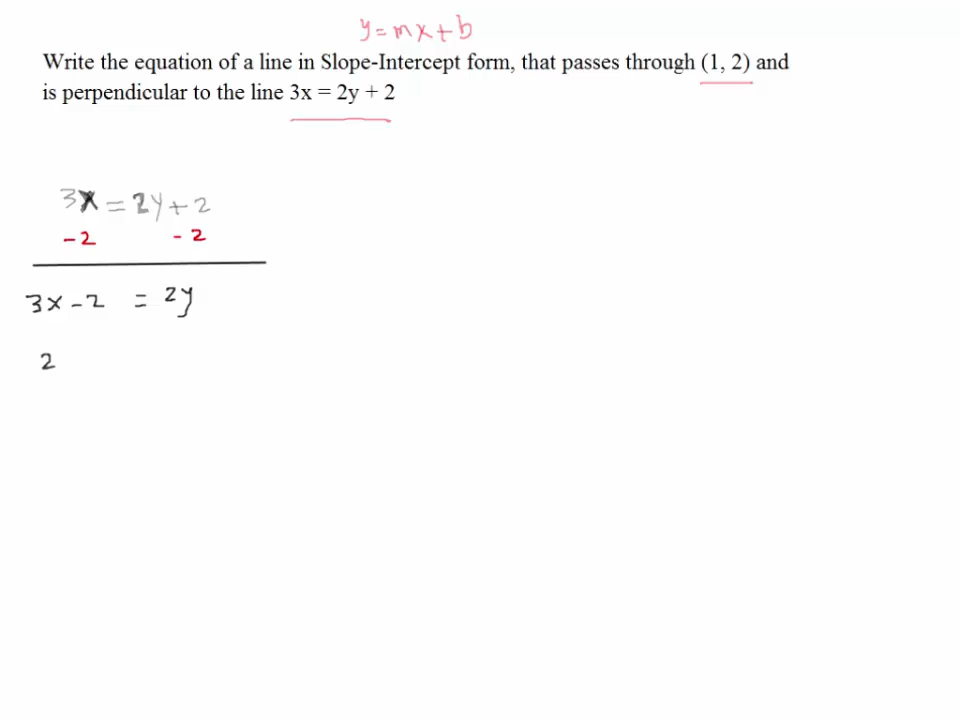 y = mx + b
Write the equation of a line in Slope-Intercept form, that passes through (1, 2) and
is perpendicular to the line 3x = 2y + 2
3x = 2y + 2
-2 -2
3x - 2 = 2y
2